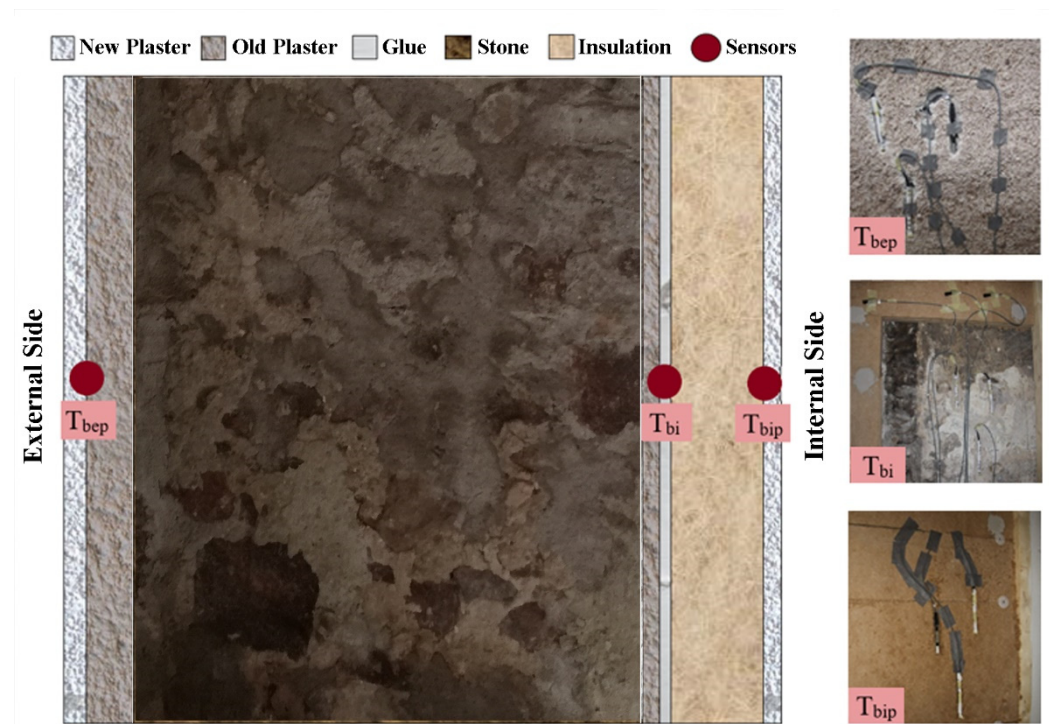 New Plaster Old Plaster Glue Stone Insulation Sensors
External Side
Tbep
Tbi
Tbip
Internal Side
Tbep
Tbi
Tbip